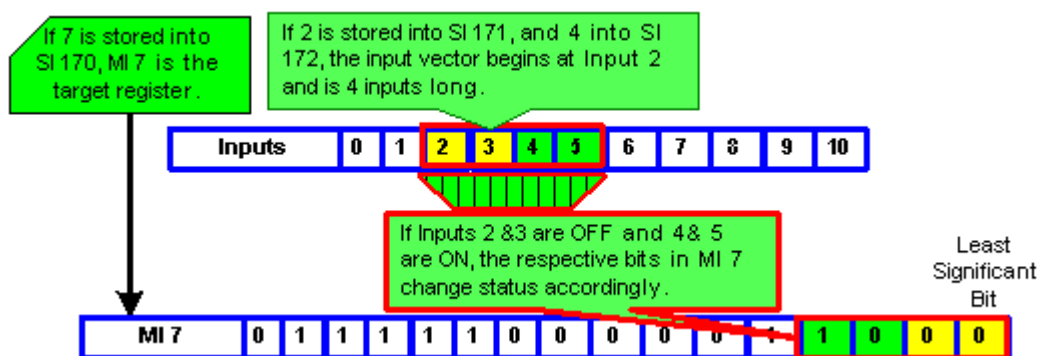 If 7 is stored into
SI 170, MI 7 is the
target register.
If 2 is stored into SI 171, and 4 into SI
172, the input vector begins at Input 2
and is 4 inputs long.
Inputs 0 1 2 3 4 5 6 7 8 9 10
If Inputs 2 &3 are OFF and 4& 5
are ON, the respective bits in MI 7
change status accordingly.
Least
Significant
Bit
MI 7 0 1 1 1 1 1 0 0 0 0 0 1 1 0 0 0